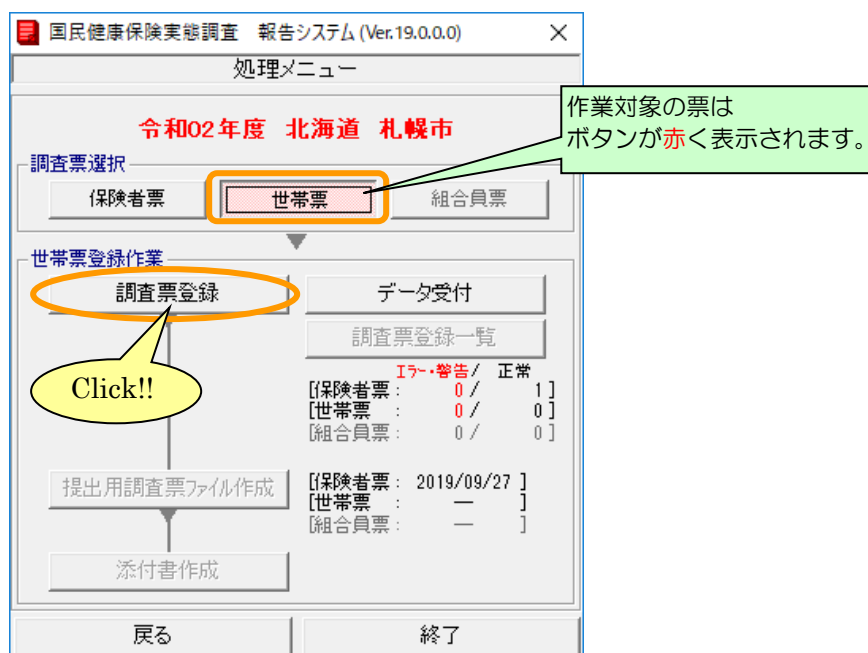 国民健康保険実態調査　報告システム (Ver.19.0.0.0)
処理メニュー
令和02年度 北海道 札幌市
作業対象の票は
ボタンが赤く表示されます。
調査票選択
保険者票 世帯票 組合員票
世帯票登録作業
調査票登録 データ受付
調査票登録一覧
Click!!
エラー・警告/ 正常
[保険者票: 0/ 1]
[世帯票 : 0/ 0]
[組合員票: 0/ 0]
提出用調査票ファイル作成
[保険者票: 2019/09/27 ]
[世帯票 : ― ]
[組合員票: ― ]
添付書作成
戻る 終了